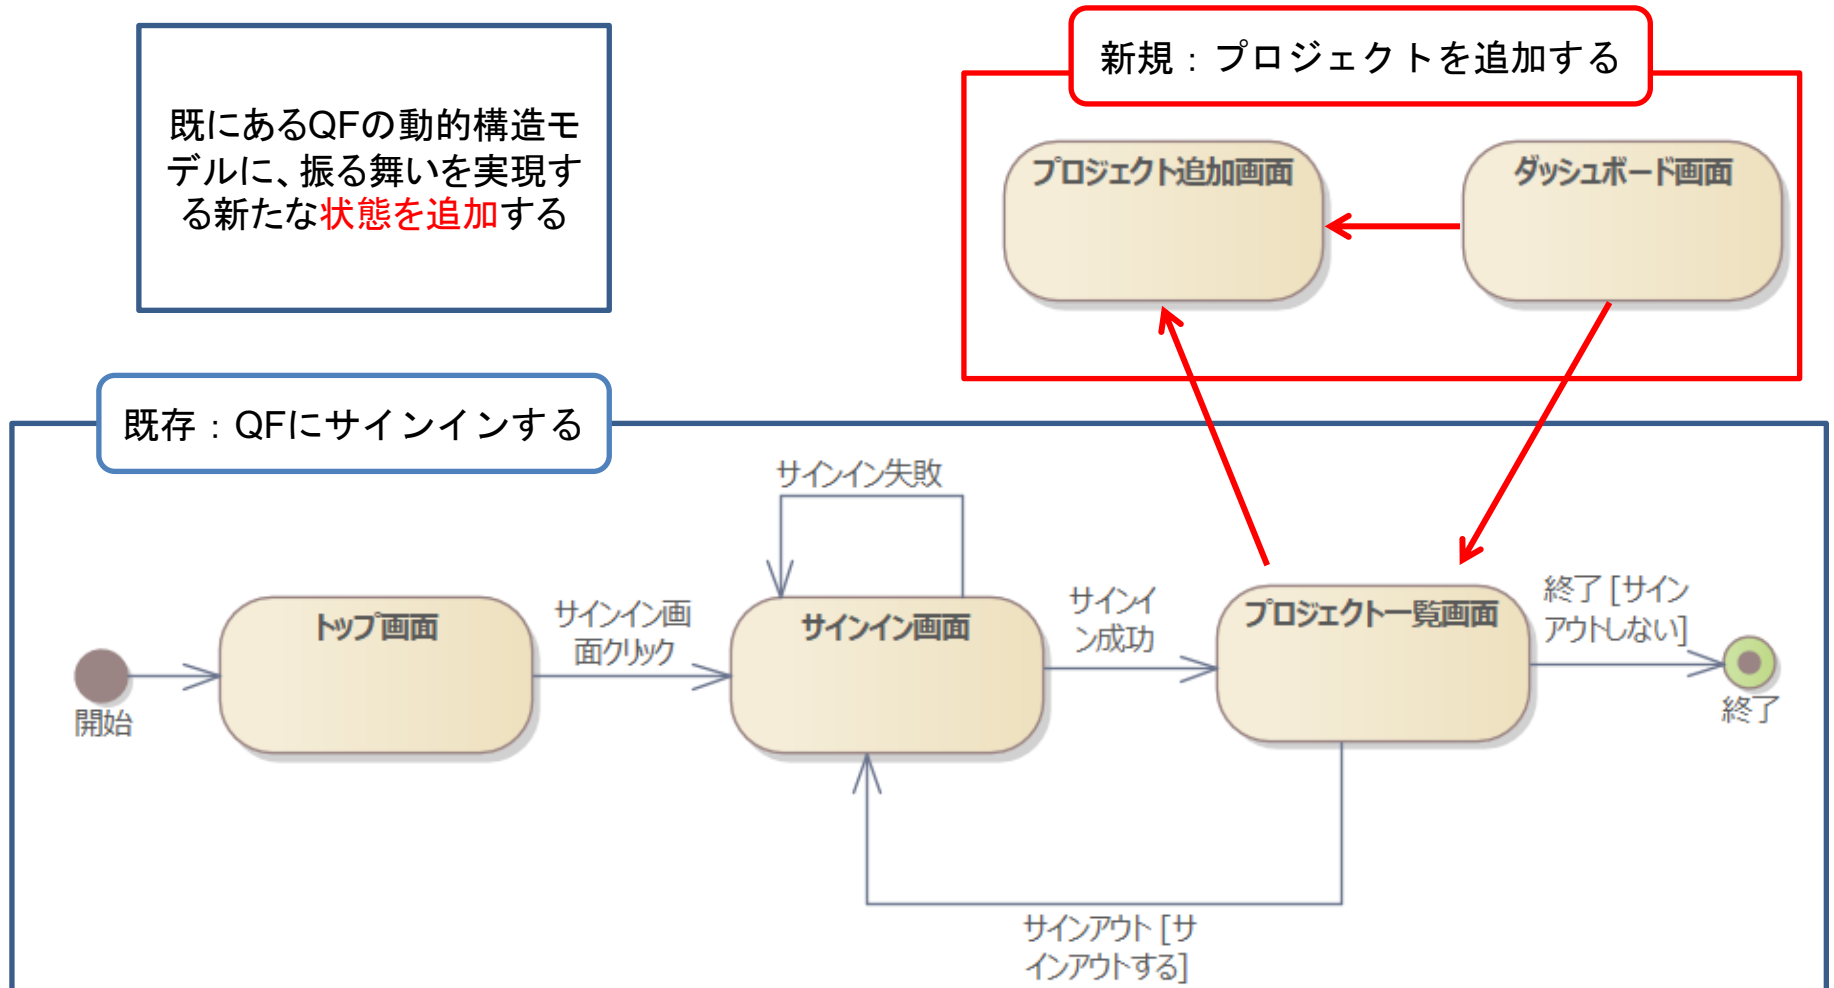 既にあるQFの動的構造モ
デルに、振る舞いを実現す
る新たな状態を追加する
新規：プロジェクトを追加する
プロジェクト追加画面
ダッシュボード画面
既存：QFにサインインする
サインイン失敗
トップ画面
サインイン画
面クリック
サインイン画面
サインイ
ン成功
プロジェクト一覧画面
終了 [サイン
アウトしない]
開始
終了
サインアウト [サ
インアウトする]